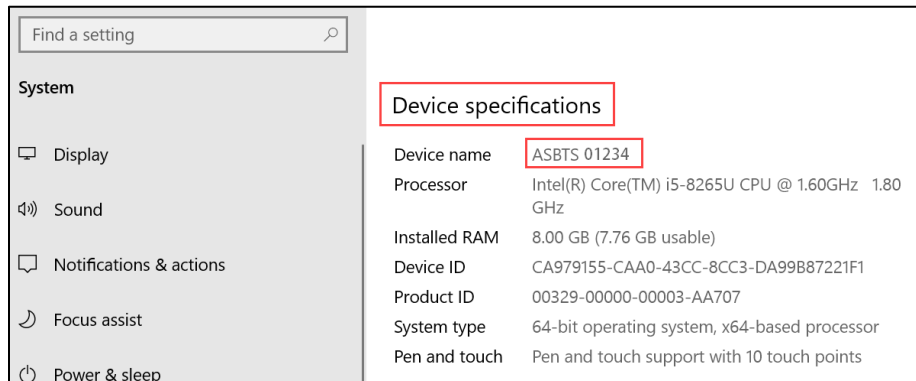 Find a setting
System
Display
Sound
Notifications & actions
Focus assist
Power & sleep
Device specifications
Device name ASBTS 01234
Processor Intel(R) Core(TM) i5-8265U CPU @ 1.60GHz 1.80
GHz
Installed RAM 8.00 GB (7.76 GB usable)
Device ID CA979155-CAA0-43CC-8CC3-DA99B87221F1
Product ID 00329-00000-00003-AA707
System type 64-bit operating system, x64-based processor
Pen and touch Pen and touch support with 10 touch points